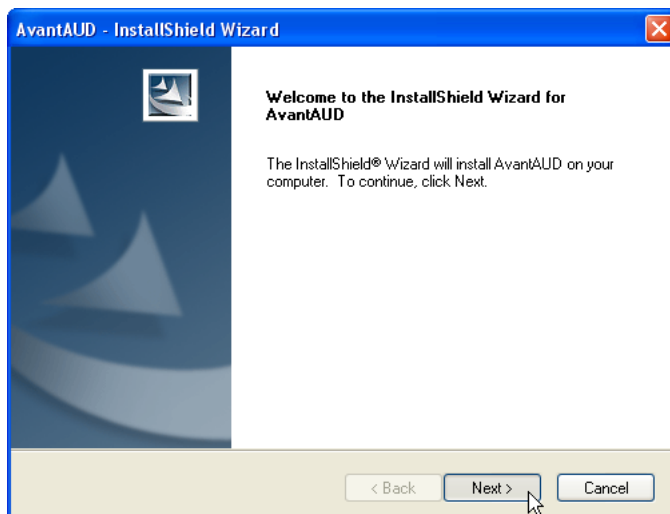 AvantAUD - InstallShield Wizard
Welcome to the InstallShield Wizard for
AvantAUD
The InstallShield® Wizard will install AvantAUD on your
computer.  To continue, click Next.
< Back
Next >
Cancel